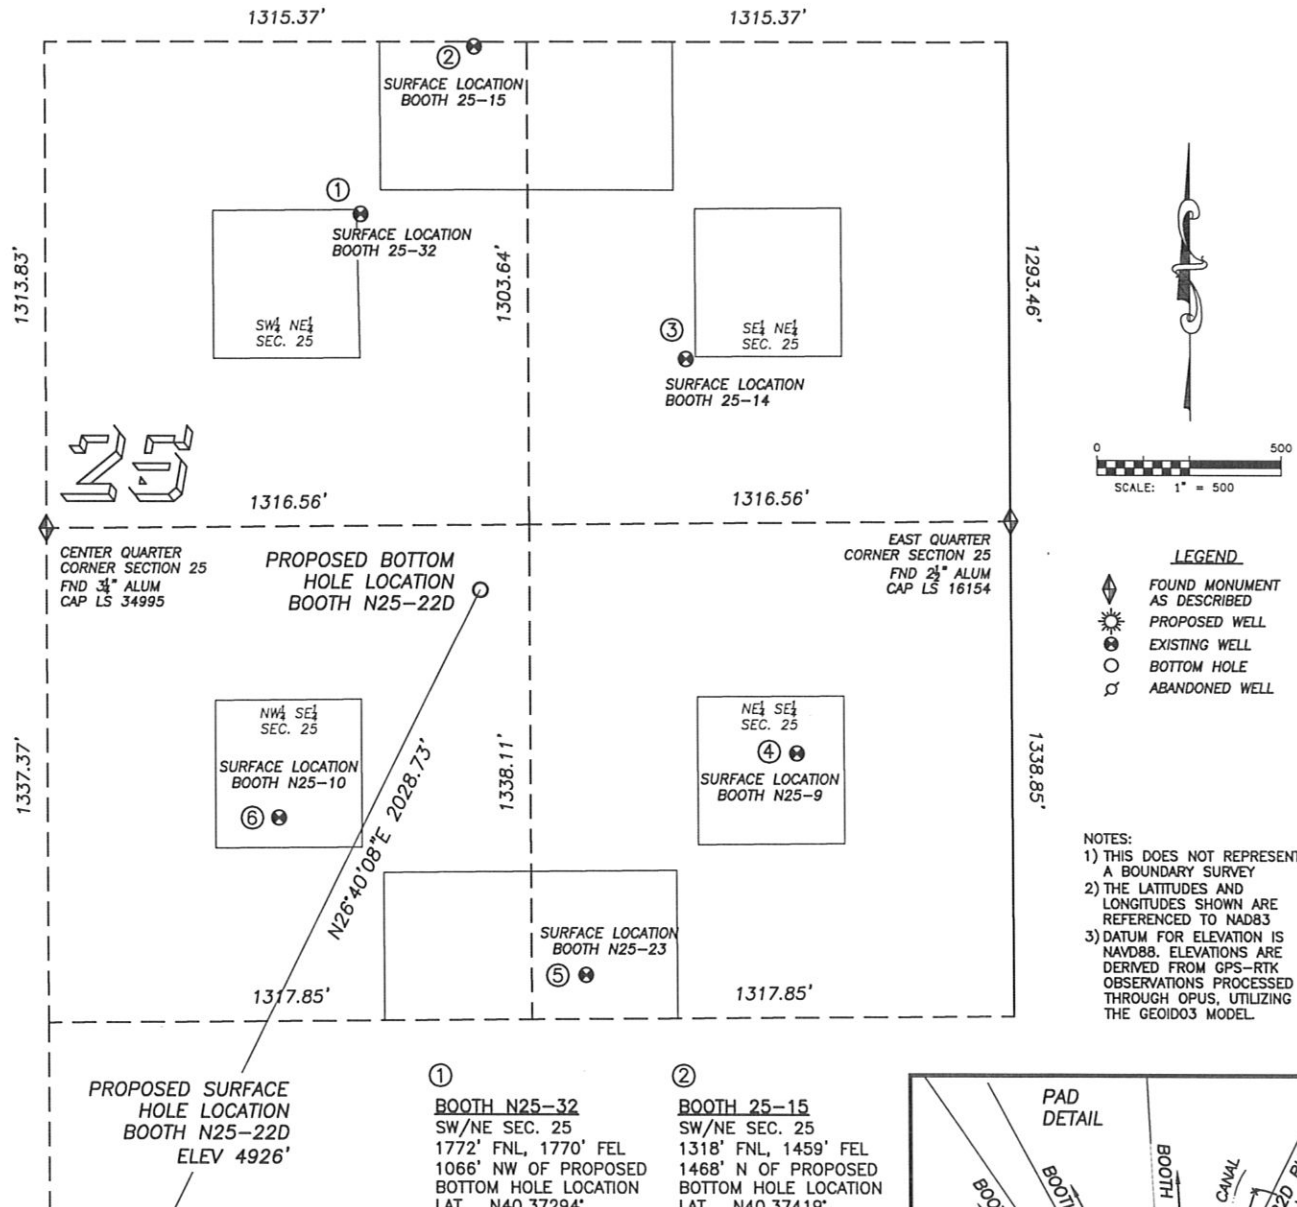 1315.37'
1315.37'
②
SURFACE LOCATION
BOOTH 25-15
①
SURFACE LOCATION
BOOTH 25-32
1313.83'
1303.64'
1293.46'
SW¼ NE¼
SEC. 25
③
SE¼ NE¼
SEC. 25
SURFACE LOCATION
BOOTH 25-14
25
0 500
SCALE: 1" = 500
1316.56'
1316.56'
CENTER QUARTER
CORNER SECTION 25
FND 3¼" ALUM
CAP LS 34995
PROPOSED BOTTOM
HOLE LOCATION
BOOTH N25-22D
EAST QUARTER
CORNER SECTION 25
FND 2½" ALUM
CAP LS 16154
LEGEND
FOUND MONUMENT
AS DESCRIBED
PROPOSED WELL
EXISTING WELL
BOTTOM HOLE
ABANDONED WELL
NW¼ SE¼
SEC. 25
SURFACE LOCATION
BOOTH N25-10
⑥
NE¼ SE¼
SEC. 25
④
SURFACE LOCATION
BOOTH N25-9
1337.37'
N26°40'08"E 2028.73'
1338.11'
1338.85'
SURFACE LOCATION
BOOTH N25-23
⑤
1317.85'
1317.85'
NOTES:
1) THIS DOES NOT REPRESENT
A BOUNDARY SURVEY
2) THE LATITUDES AND
LONGITUDES SHOWN ARE
REFERENCED TO NAD83
3) DATUM FOR ELEVATION IS
NAVD88. ELEVATIONS ARE
DERIVED FROM GPS-RTK
OBSERVATIONS PROCESSED
THROUGH OPUS, UTILIZING
THE GEOID03 MODEL.
PROPOSED SURFACE
HOLE LOCATION
BOOTH N25-22D
ELEV 4926'
①
BOOTH N25-32
SW/NE SEC. 25
1772' FNL, 1770' FEL
1066' NW OF PROPOSED
BOTTOM HOLE LOCATION
LAT. N40.37294°
②
BOOTH 25-15
SW/NE SEC. 25
1318' FNL, 1459' FEL
1468' N OF PROPOSED
BOTTOM HOLE LOCATION
LAT. N40.37419°
PAD
DETAIL
BOOTH
BOOTH
CANAL